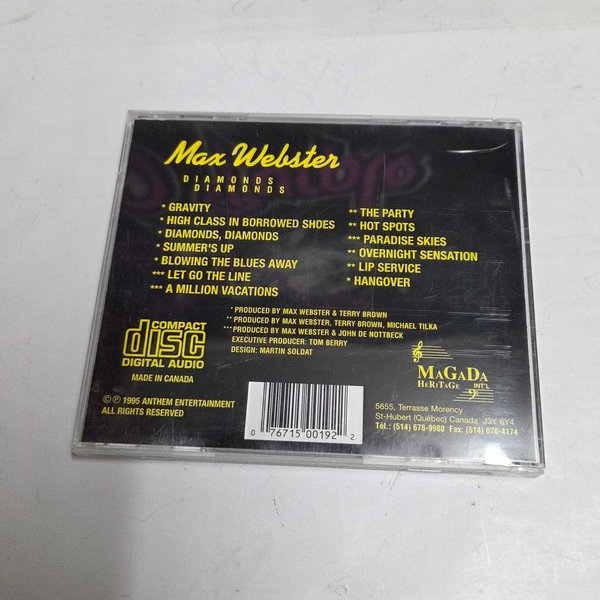 Max Webster
DIAMONDS
DIAMONDS
* GRAVITY
* HIGH CLASS IN BORROWED SHOES
* DIAMONDS, DIAMONDS
* SUMMER'S UP
* BLOWING THE BLUES AWAY
*** LET GO THE LINE
*** A MILLION VACATIONS
** THE PARTY
** HOT SPOTS
*** PARADISE SKIES
** OVERNIGHT SENSATION
** LIP SERVICE
* HANGOVER
* PRODUCED BY MAX WEBSTER & TERRY BROWN
** PRODUCED BY MAX WEBSTER, TERRY BROWN, MICHAEL TILKA
***PRODUCED BY MAX WEBSTER & JOHN DE NOTTBECK
EXECUTIVE PRODUCER: TOM BERRY
DESIGN: MARTIN SOLDAT
COMPACT
disc
DIGITAL AUDIO
MADE IN CANADA
© ℗ 1995 ANTHEM ENTERTAINMENT
ALL RIGHTS RESERVED
0 76715 00192 2
MAGADA
HERITAGE INT'L
5655, Terrasse Morency
St-Hubert (Québec) Canada J3Y 6Y4
Tél.: (514) 678-9980 Fax: (514) 676-4174